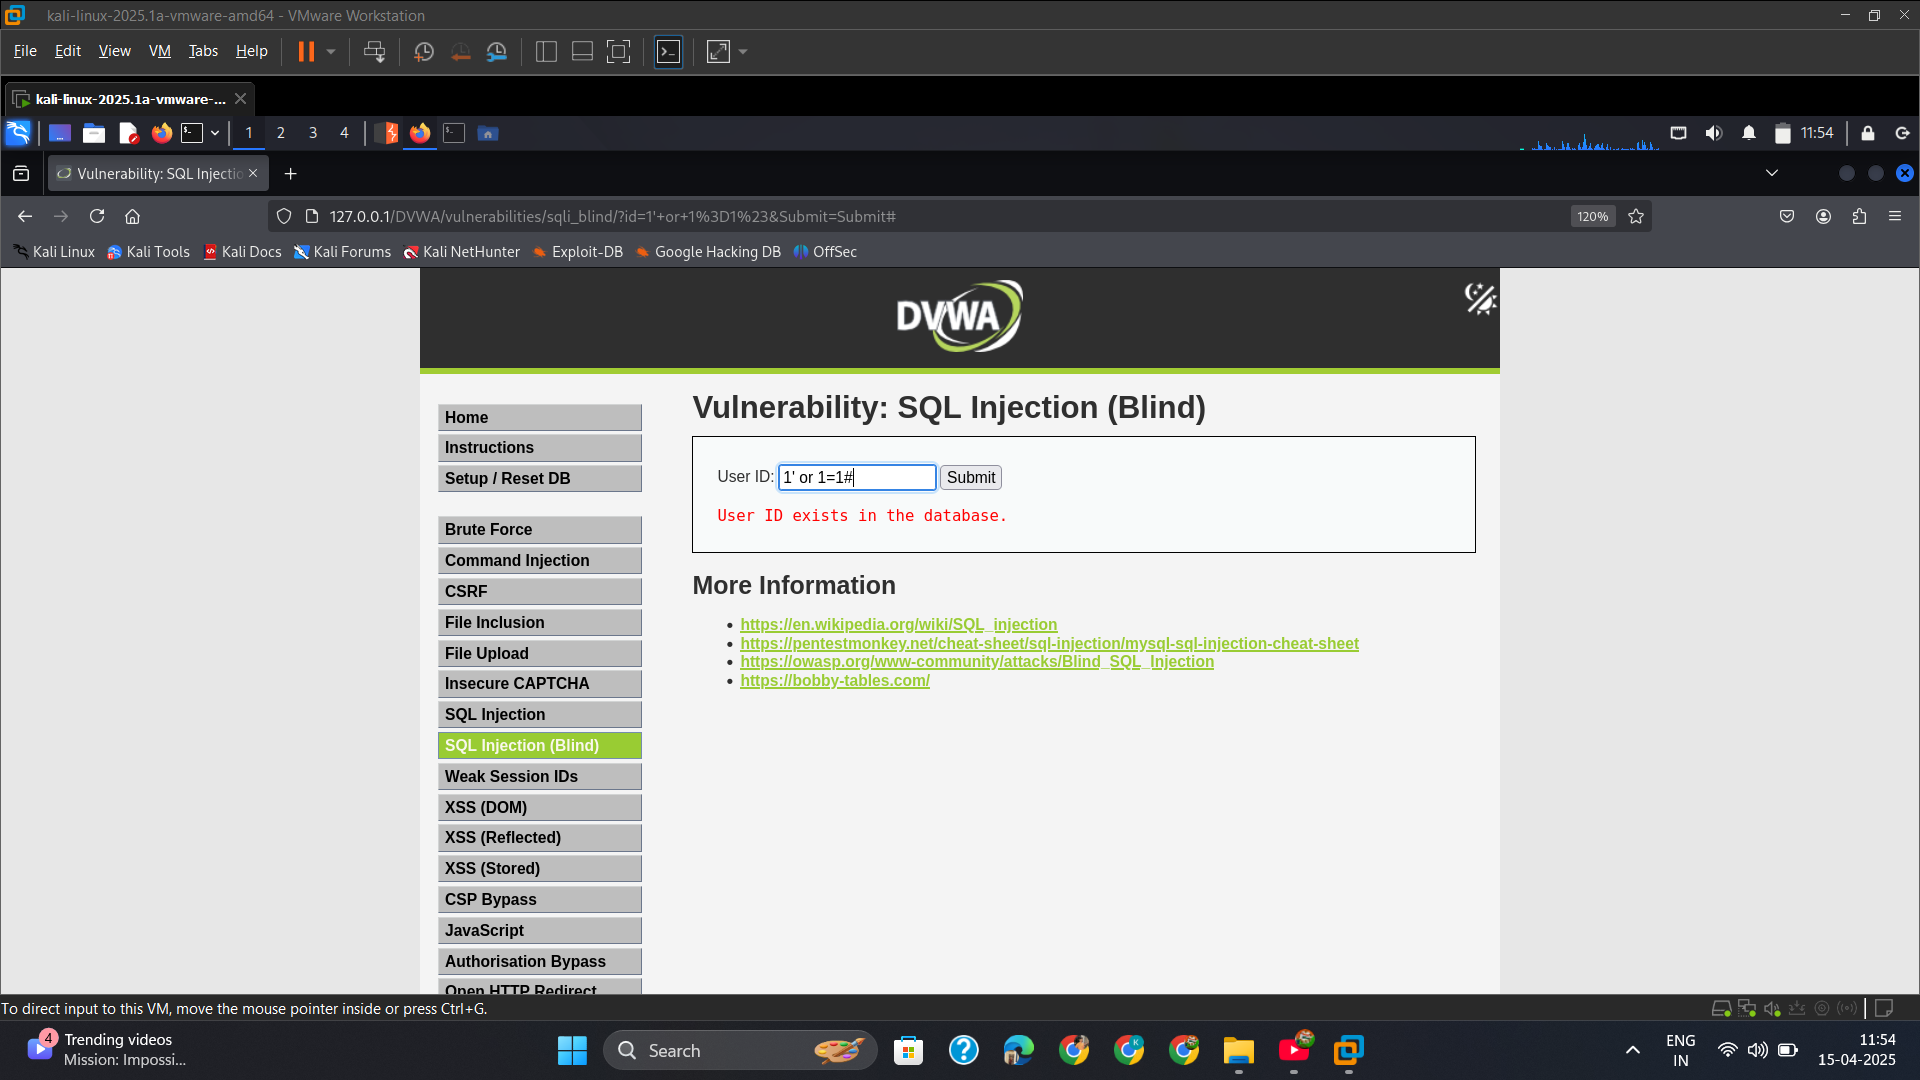 kali-linux-2025.1a-vmware-amd64 - VMware Workstation
File Edit View VM Tabs Help
kali-linux-2025.1a-vmware-...
1 2 3 4 11:54
Vulnerability: SQL Injectio
127.0.0.1/DVWA/vulnerabilities/sqli_blind/?id=1'+or+1%3D1%23&Submit=Submit# 120%
Kali Linux Kali Tools Kali Docs Kali Forums Kali NetHunter Exploit-DB Google Hacking DB OffSec
DVWA
Vulnerability: SQL Injection (Blind)
User ID: 1' or 1=1# Submit
User ID exists in the database.
More Information
https://en.wikipedia.org/wiki/SQL_injection
https://pentestmonkey.net/cheat-sheet/sql-injection/mysql-sql-injection-cheat-sheet
https://owasp.org/www-community/attacks/Blind_SQL_Injection
https://bobby-tables.com/
Home
Instructions
Setup / Reset DB
Brute Force
Command Injection
CSRF
File Inclusion
File Upload
Insecure CAPTCHA
SQL Injection
SQL Injection (Blind)
Weak Session IDs
XSS (DOM)
XSS (Reflected)
XSS (Stored)
CSP Bypass
JavaScript
Authorisation Bypass
Open HTTP Redirect
To direct input to this VM, move the mouse pointer inside or press Ctrl+G.
4
Trending videos
Mission: Impossi...
Search
ENG
IN
11:54
15-04-2025